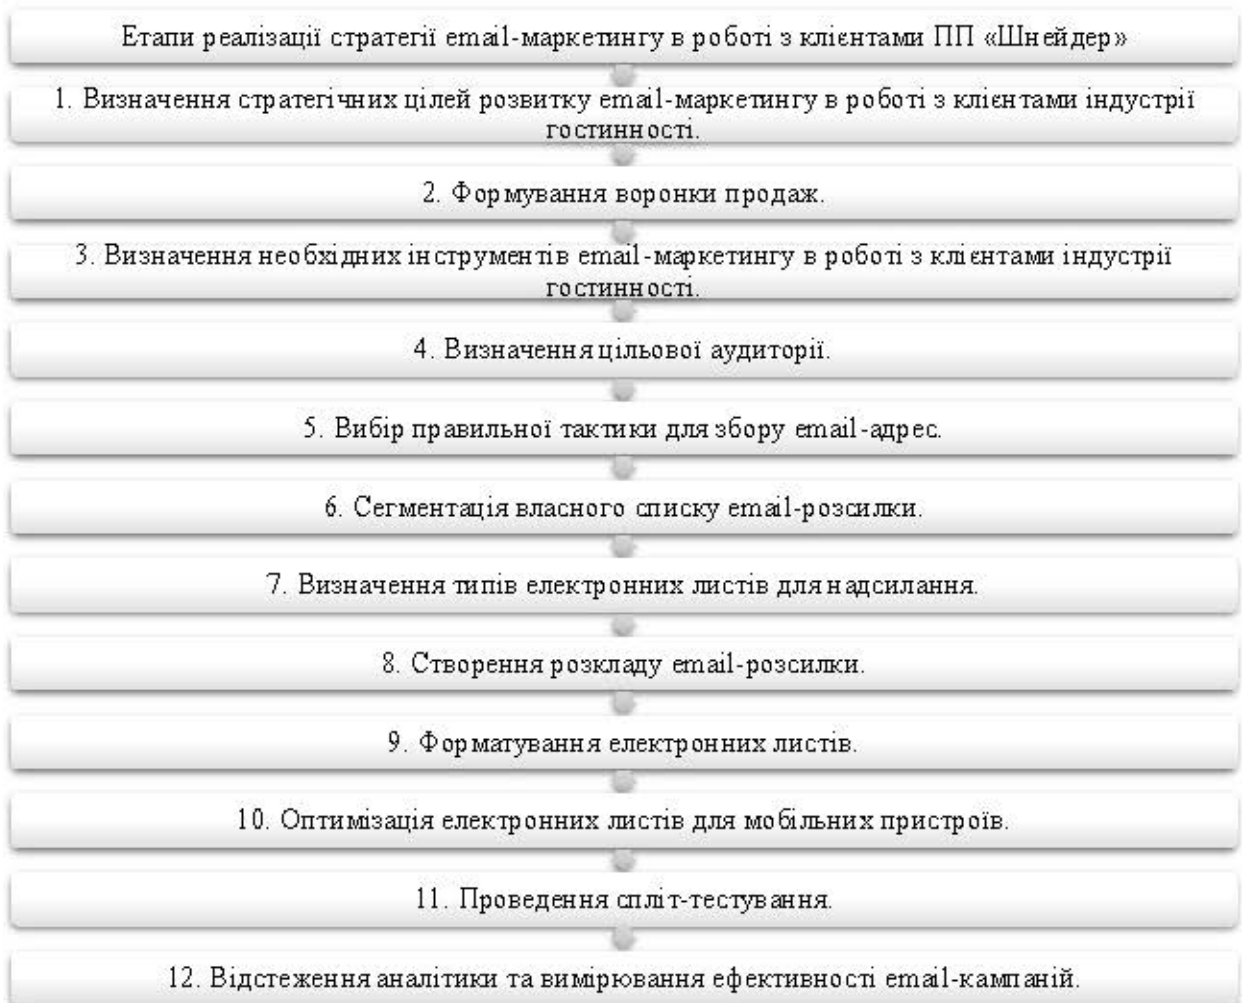 Етапи реалізації стратегії email-маркетингу в роботі з клієнтами ПП «Шнейдер»
1. Визначення стратегічних цілей розвитку email-маркетингу в роботі з клієнтами індустрії
гостинності.
2. Формування воронки продаж.
3. Визначення необхідних інструментів email-маркетингу в роботі з клієнтами індустрії
гостинності.
4. Визначення цільової аудиторії.
5. Вибір правильної тактики для збору email-адрес.
6. Сегментація власного списку email-розсилки.
7. Визначення типів електронних листів для надсилання.
8. Створення розкладу email-розсилки.
9. Форматування електронних листів.
10. Оптимізація електронних листів для мобільних пристроїв.
11. Проведення спліт-тестування.
12. Відстеження аналітики та вимірювання ефективності email-кампаній.